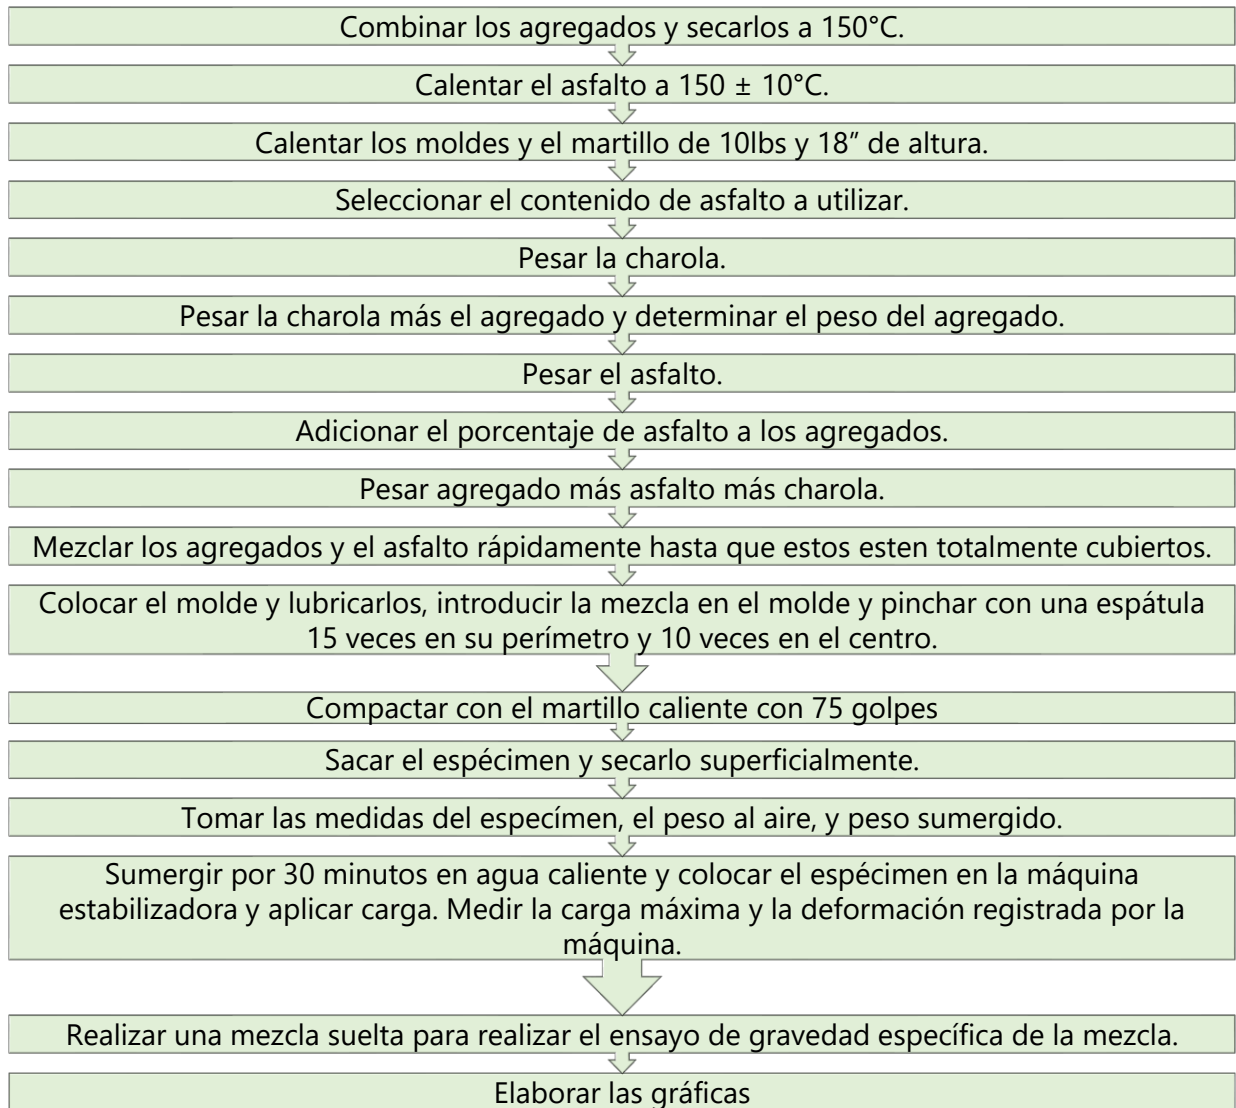 Combinar los agregados y secarlos a 150°C.
Calentar el asfalto a 150 ± 10°C.
Calentar los moldes y el martillo de 10lbs y 18” de altura.
Seleccionar el contenido de asfalto a utilizar.
Pesar la charola.
Pesar la charola más el agregado y determinar el peso del agregado.
Pesar el asfalto.
Adicionar el porcentaje de asfalto a los agregados.
Pesar agregado más asfalto más charola.
Mezclar los agregados y el asfalto rápidamente hasta que estos esten totalmente cubiertos.
Colocar el molde y lubricarlos, introducir la mezcla en el molde y pinchar con una espátula
15 veces en su perímetro y 10 veces en el centro.
Compactar con el martillo caliente con 75 golpes
Sacar el espécimen y secarlo superficialmente.
Tomar las medidas del especímen, el peso al aire, y peso sumergido.
Sumergir por 30 minutos en agua caliente y colocar el espécimen en la máquina
estabilizadora y aplicar carga. Medir la carga máxima y la deformación registrada por la
máquina.
Realizar una mezcla suelta para realizar el ensayo de gravedad específica de la mezcla.
Elaborar las gráficas